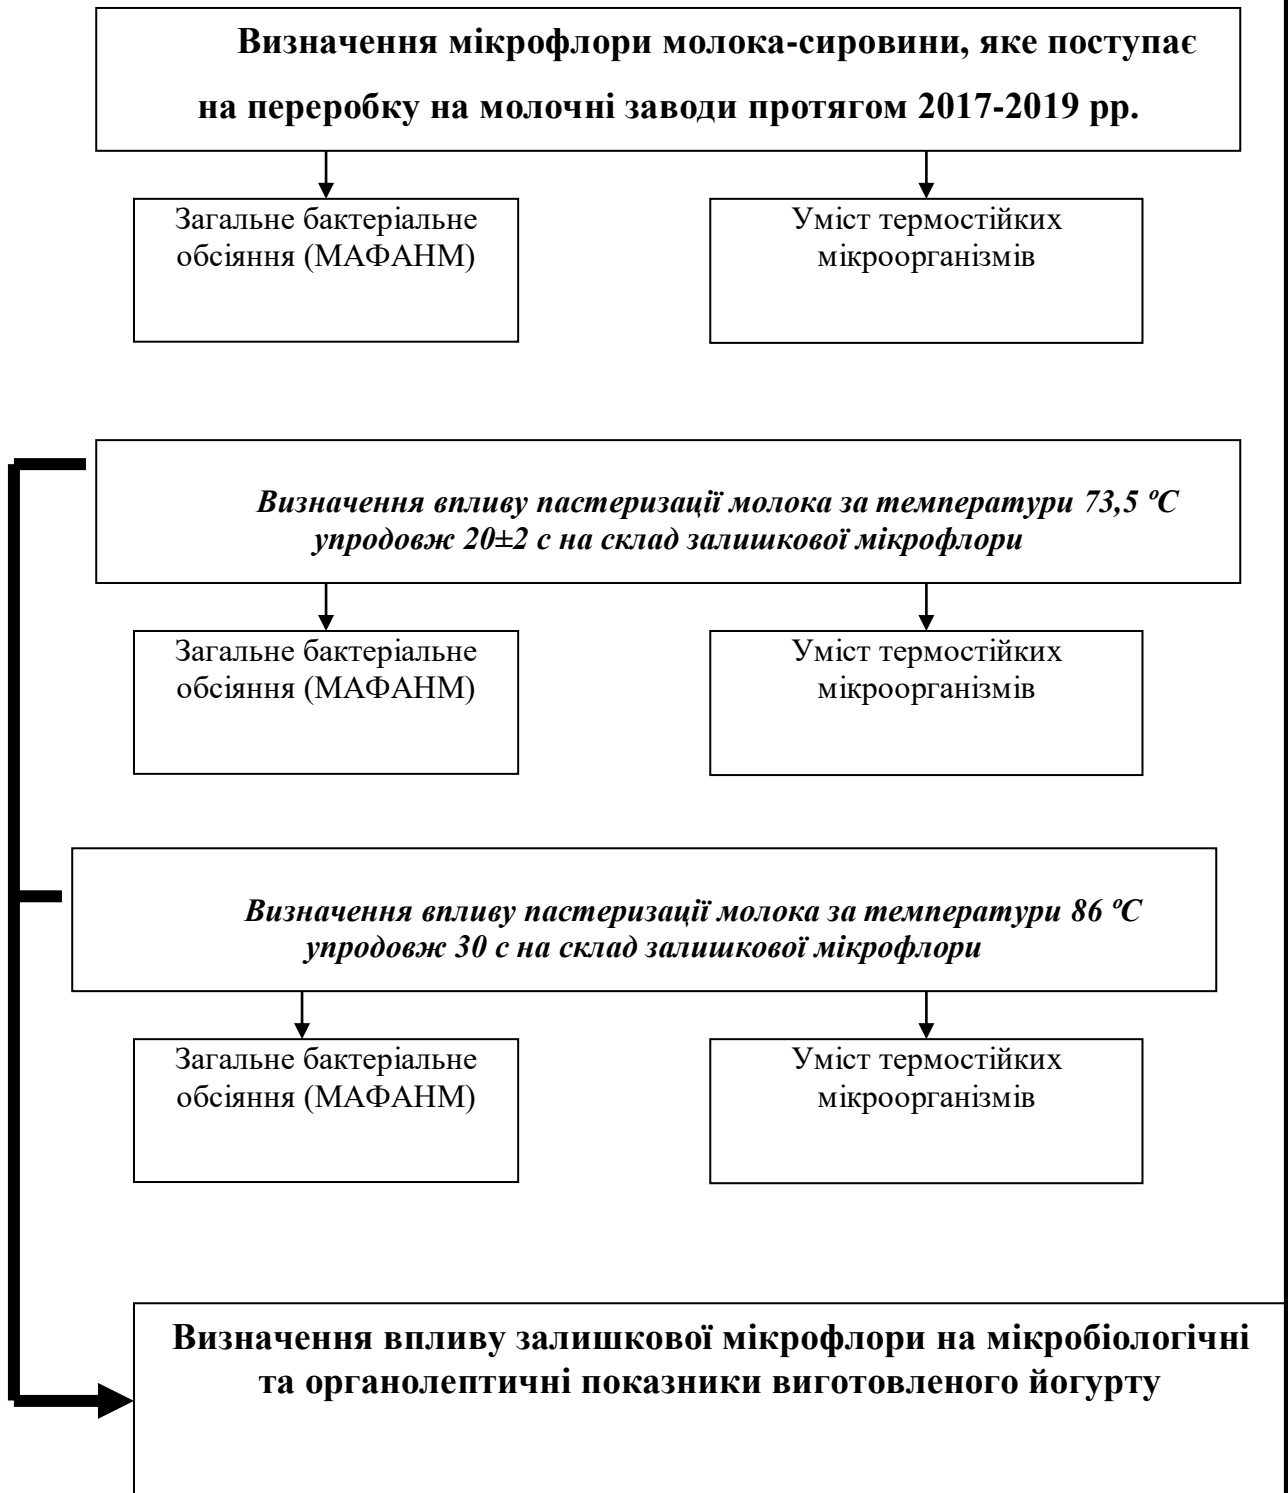 Визначення мікрофлори молока-сировини, яке поступає
на переробку на молочні заводи протягом 2017-2019 рр.
Загальне бактеріальне
обсіяння (МАФАНМ)
Уміст термостійких
мікроорганізмів
Визначення впливу пастеризації молока за температури 73,5 ºС
упродовж 20±2 с на склад залишкової мікрофлори
Загальне бактеріальне
обсіяння (МАФАНМ)
Уміст термостійких
мікроорганізмів
Визначення впливу пастеризації молока за температури 86 ºС
упродовж 30 с на склад залишкової мікрофлори
Загальне бактеріальне
обсіяння (МАФАНМ)
Уміст термостійких
мікроорганізмів
Визначення впливу залишкової мікрофлори на мікробіологічні
та органолептичні показники виготовленого йогурту